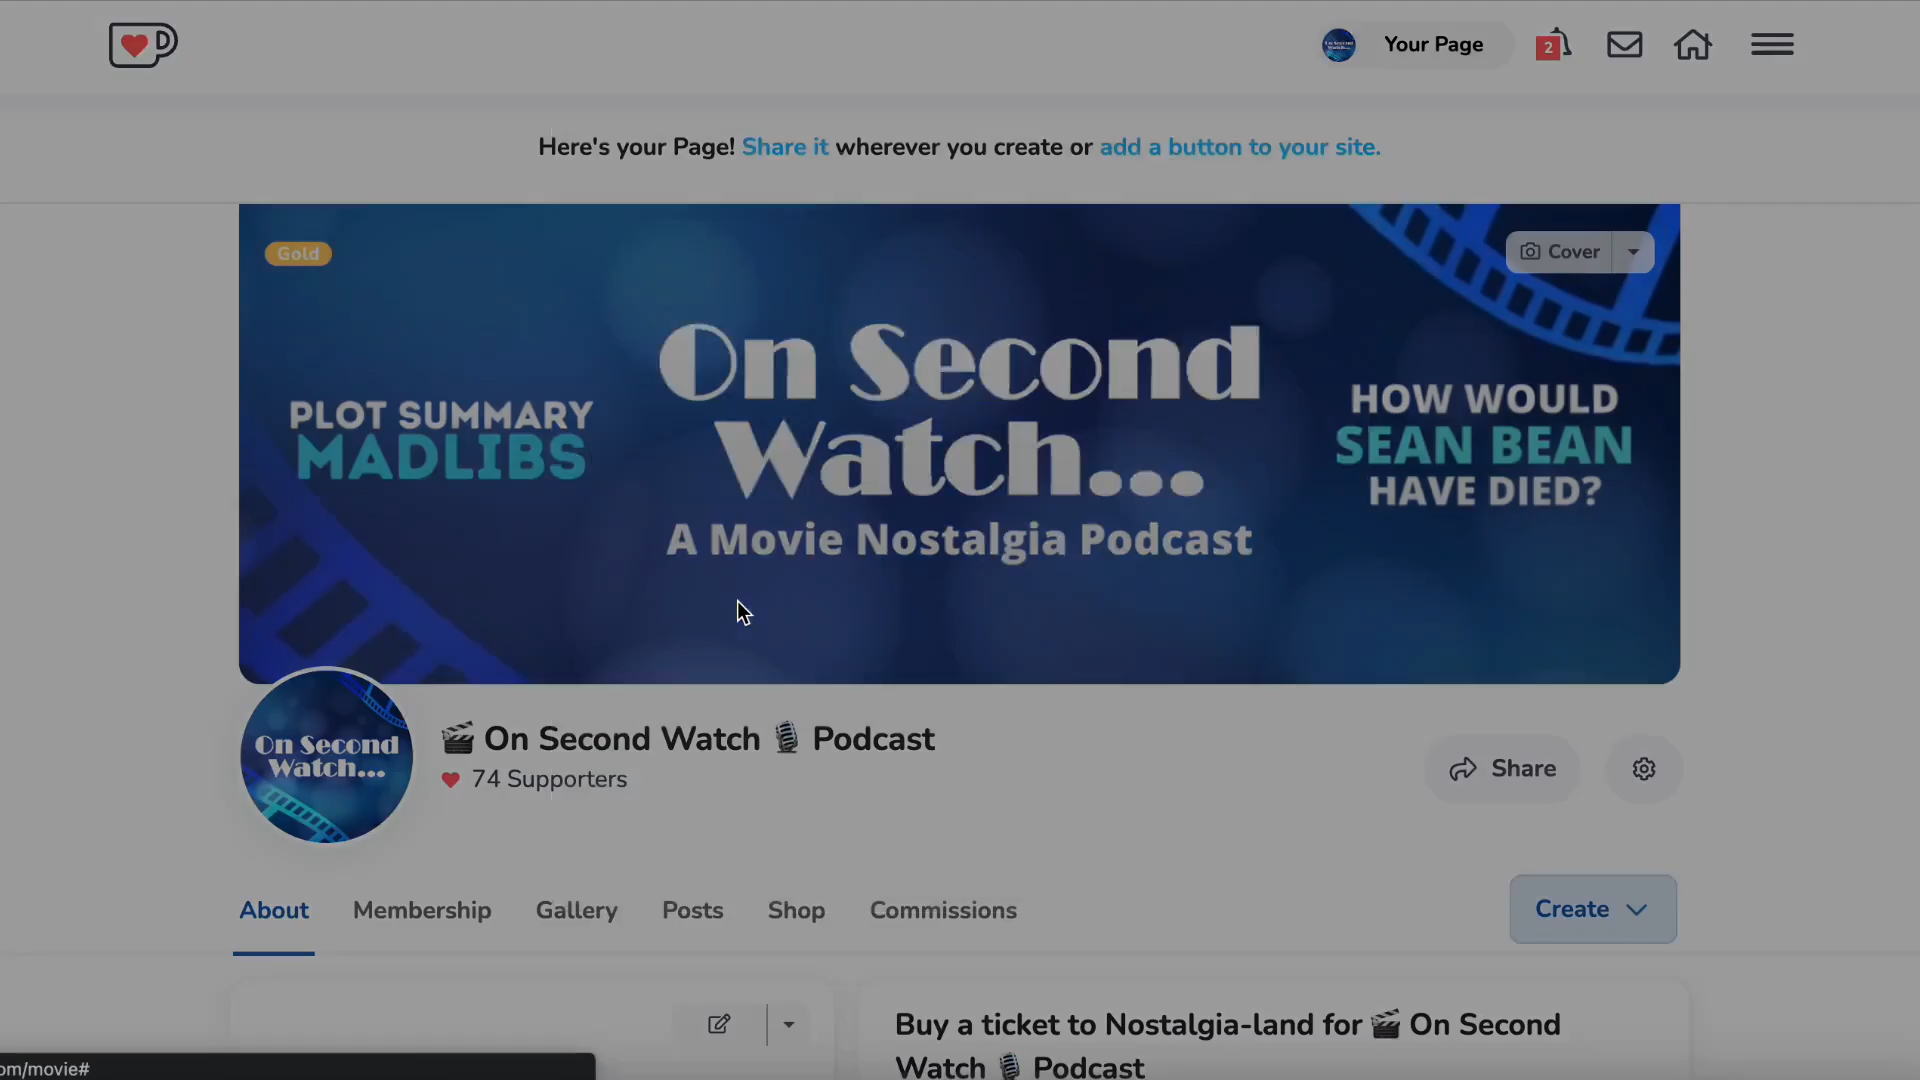 Your Page
2
Here's your Page! Share it wherever you create or add a button to your site.
Gold
Cover
PLOT SUMMARY
MADLIBS
On Second
Watch...
A Movie Nostalgia Podcast
HOW WOULD
SEAN BEAN
HAVE DIED?
On Second
Watch...
🎬 On Second Watch 🎙 Podcast
74 Supporters
Share
About
Membership
Gallery
Posts
Shop
Commissions
Create
Buy a ticket to Nostalgia-land for 🎬 On Second
Watch 🎙 Podcast
om/movie#